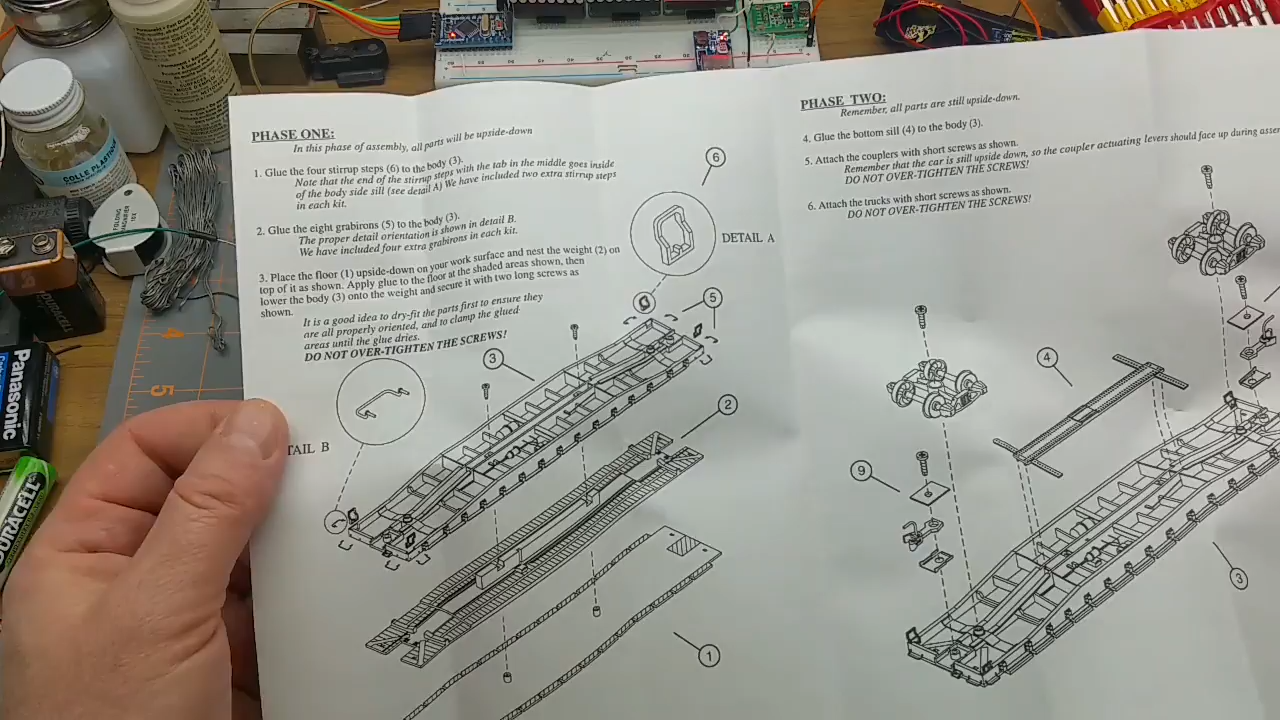 PHASE ONE:
In this phase of assembly, all parts will be upside-down
1. Glue the four stirrup steps (6) to the body (3).
Note that the end of the stirrup steps with the tab in the middle goes inside
of the body side sill (see detail A) We have included two extra stirrup steps
in each kit.
2. Glue the eight grabirons (5) to the body (3).
The proper detail orientation is shown in detail B.
We have included four extra grabirons in each kit.
3. Place the floor (1) upside-down on your work surface and nest the weight (2) on
top of it as shown. Apply glue to the floor at the shaded areas shown, then
lower the body (3) onto the weight and secure it with two long screws as
shown.
It is a good idea to dry-fit the parts first to ensure they
are all properly oriented, and to clamp the glued
areas until the glue dries.
DO NOT OVER-TIGHTEN THE SCREWS!
6
DETAIL A
5
3
2
TAIL B
1
PHASE TWO:
Remember, all parts are still upside-down.
4. Glue the bottom sill (4) to the body (3).
5. Attach the couplers with short screws as shown.
Remember that the car is still upside down, so the coupler actuating levers should face up during
DO NOT OVER-TIGHTEN THE SCREWS!
6. Attach the trucks with short screws as shown.
DO NOT OVER-TIGHTEN THE SCREWS!
4
9
3
COLLE PLASTIQUE
FOLDING
MAGNIFIER
10X
DURACELL
Panasonic
DURACELL
4
5